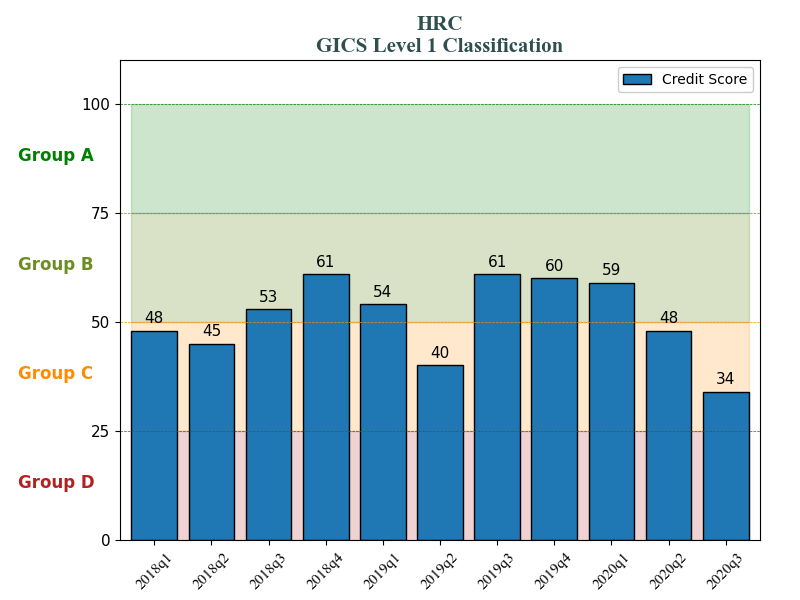 HRC
GICS Level 1 Classification
Credit Score
100
Group A
75
Group B
61
61
60
59
54
53
50
48
48
45
40
Group C
34
25
Group D
0
2018q1
2018q2
2018q3
2018q4
2019q1
2019q2
2019q3
2019q4
2020q1
2020q2
2020q3